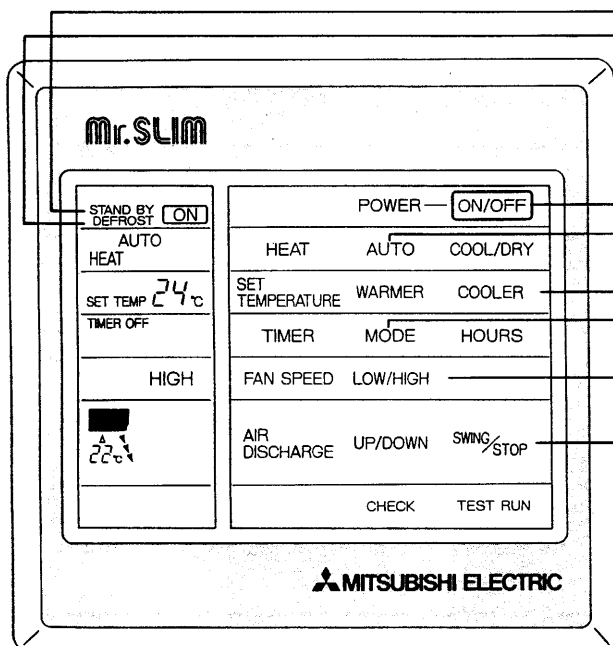 Mr.SLIM
STAND BY
DEFROST ON
AUTO
HEAT
SET TEMP 24℃
TIMER OFF
HIGH
22℃
POWER ON/OFF
HEAT AUTO COOL/DRY
SET
TEMPERATURE WARMER COOLER
TIMER MODE HOURS
FAN SPEED LOW/HIGH
AIR
DISCHARGE UP/DOWN SWING/STOP
CHECK TEST RUN
MITSUBISHI ELECTRIC